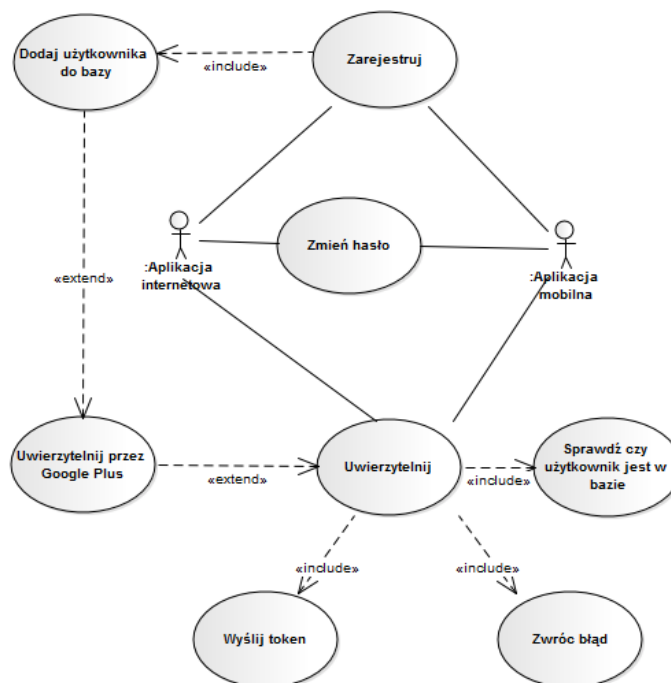 Dodaj użytkownika
do bazy
«include»
Zarejestruj
Zmień hasło
:Aplikacja
internetowa
:Aplikacja
mobilna
«extend»
Uwierzytelnij przez
Google Plus
«extend»
Uwierzytelnij
«include»
Sprawdź czy
użytkownik jest w
bazie
«include»
«include»
Wyślij token
Zwróc błąd